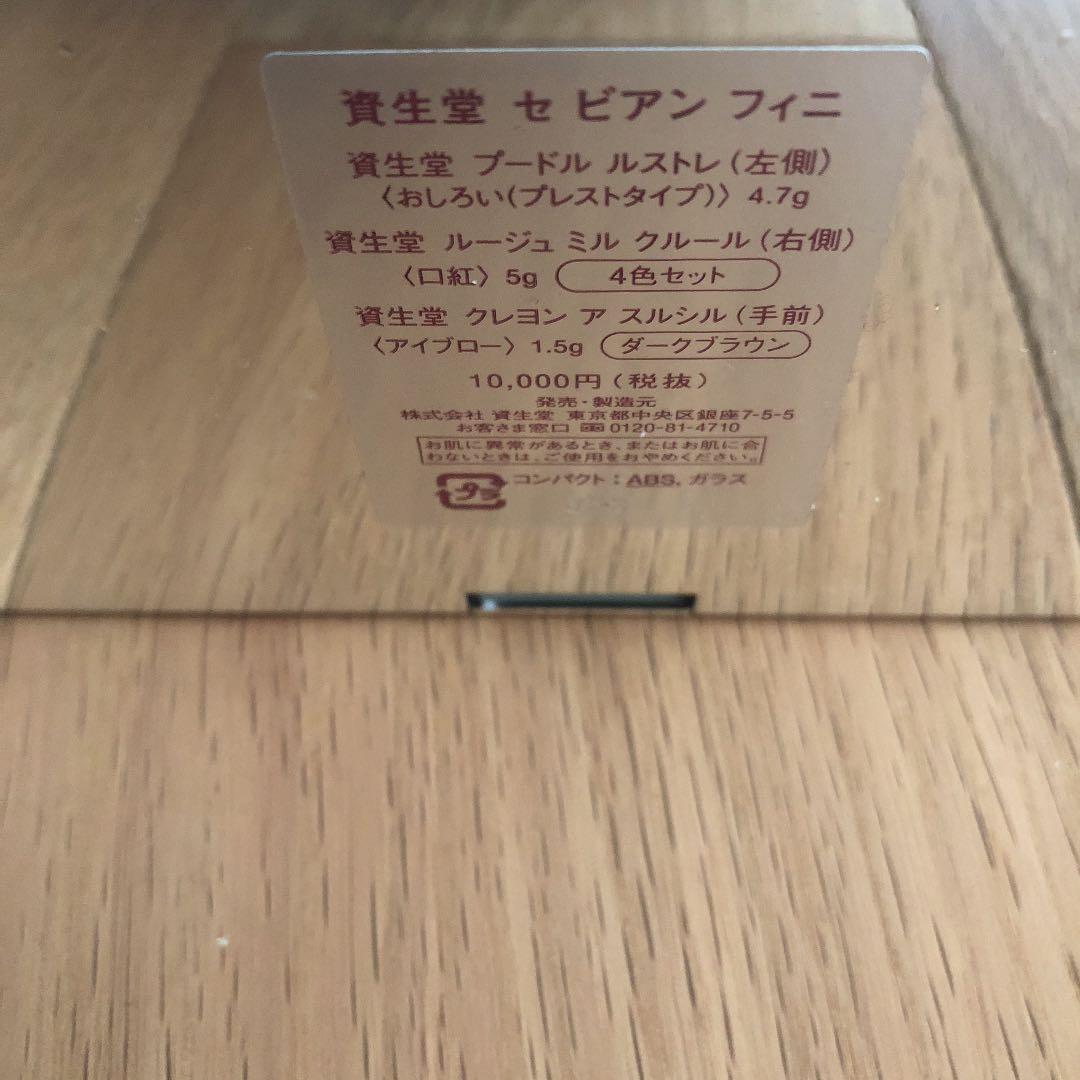 資生堂 セ ビアン フィニ
資生堂 プードル ルストレ(左側)
〈おしろい(プレストタイプ)〉 4.7g
資生堂 ルージュ ミル クルール(右側)
〈口紅〉 5g 4色セット
資生堂 クレヨン ア スルシル(手前)
〈アイブロー〉 1.5g ダークブラウン
10,000円(税抜)
発売・製造元
株式会社 資生堂 東京都中央区銀座7-5-5
お客さま窓口 0120-81-4710
お肌に異常があるとき、またはお肌に合
わないときは、ご使用をおやめください。
プラ コンパクト:ABS、ガラス